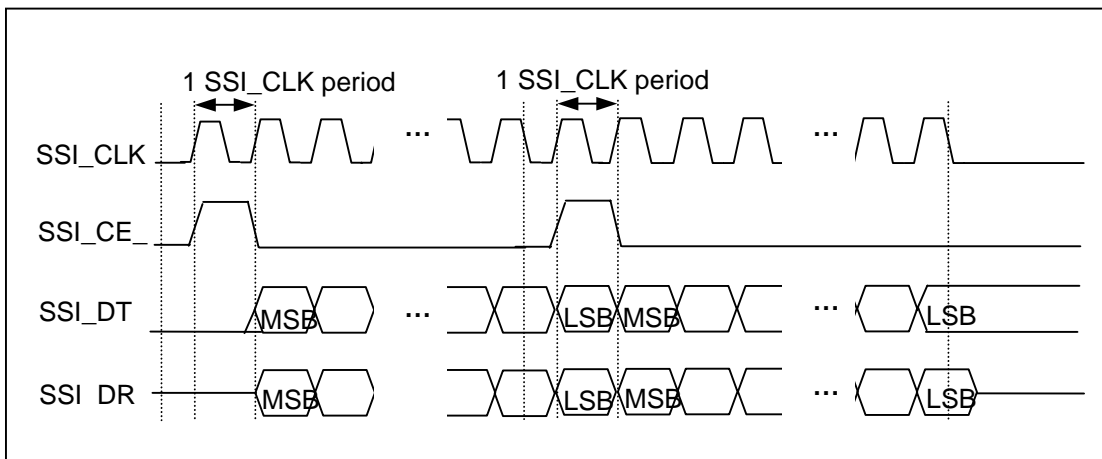 1 SSI_CLK period 1 SSI_CLK period
... ...
SSI_CLK
SSI_CE_
SSI_DT MSB ... LSB MSB ... LSB
SSI DR MSB LSB MSB ... LSB